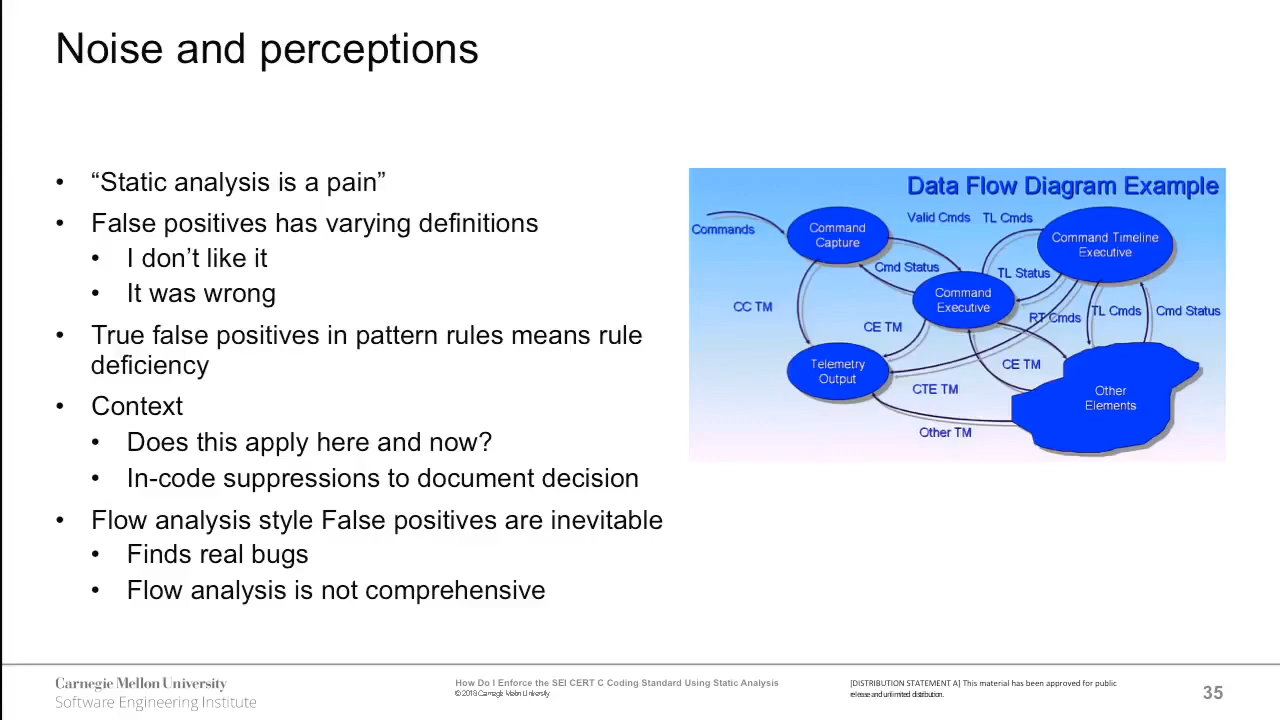 Noise and perceptions
• “Static analysis is a pain”
• False positives has varying definitions
• I don’t like it
• It was wrong
• True false positives in pattern rules means rule
deficiency
• Context
• Does this apply here and now?
• In-code suppressions to document decision
• Flow analysis style False positives are inevitable
• Finds real bugs
• Flow analysis is not comprehensive
Data Flow Diagram Example
Commands
Command
Capture
Valid Cmds
TL Cmds
Command Timeline
Executive
Cmd Status
TL Status
Command
Executive
CC TM
CE TM
RT Cmds
TL Cmds
Cmd Status
Telemetry
Output
CE TM
CTE TM
Other
Elements
Other TM
Carnegie Mellon University
Software Engineering Institute
How Do I Enforce the SEI CERT C Coding Standard Using Static Analysis
© 2018 Carnegie Mellon University
[DISTRIBUTION STATEMENT A] This material has been approved for public
release and unlimited distribution.
35